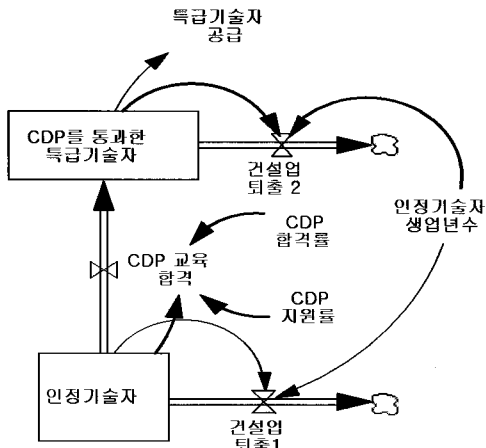 특급기술자
공급
CDP를 통과한
특급기술자
건설업
퇴출 2
인정기술자
생업년수
CDP
합격률
CDP 교육
합격
CDP
지원률
인정기술자
건설업
퇴출1